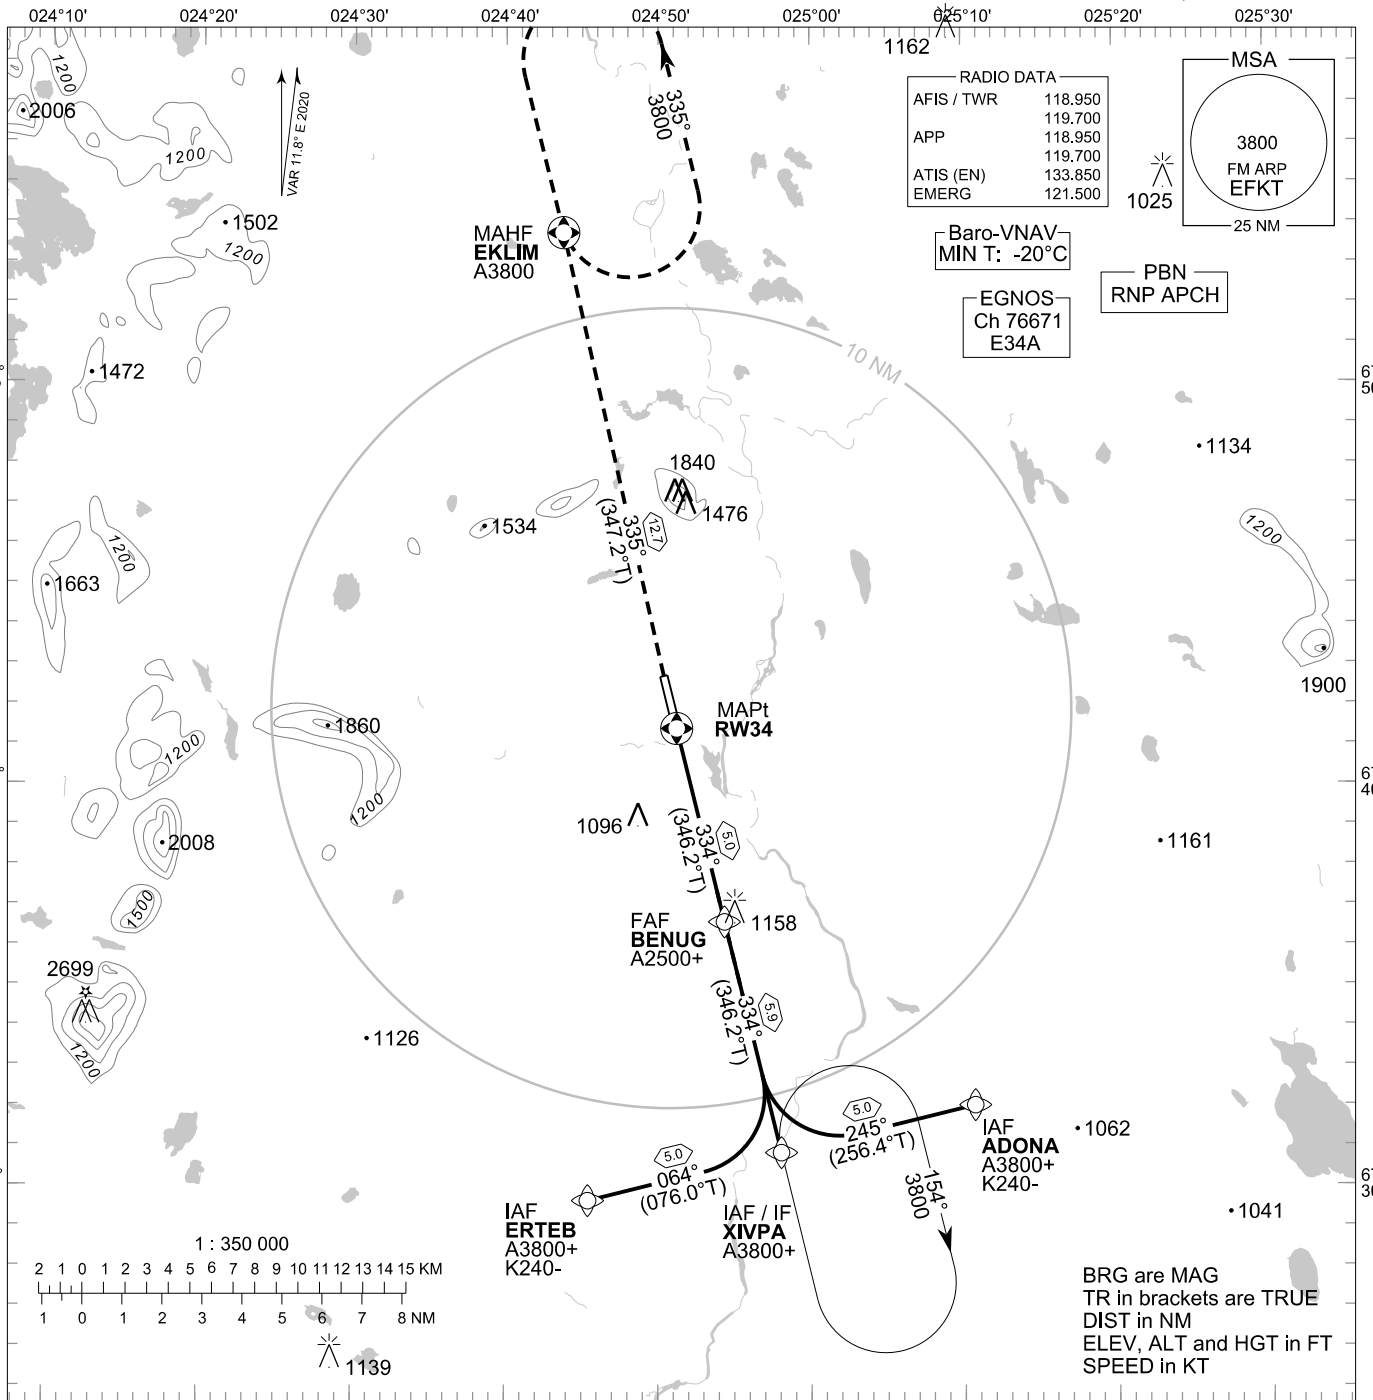 024°10' 024°20' 024°30' 024°40' 024°50' 025°00' 025°10' 025°20' 025°30'
1162
1200
2006
1200
VAR 11.8° E 2020
335°
3800
RADIO DATA
AFIS / TWR 118.950
119.700
APP 118.950
119.700
ATIS (EN) 133.850
EMERG 121.500
1025
MSA
3800
FM ARP
EFKT
25 NM
1502
1200
MAHF
EKLIM
A3800
Baro-VNAV
MIN T: -20°C
PBN
RNP APCH
EGNOS
Ch 76671
E34A
10 NM
1472
6
50
1134
1840
1476
1534
335°
(347.2°T)
12.7
1200
1200
1663
1900
MAPt
RW34
1860
1200
1200
6
40
2008
1096
334°
(346.2°T)
5.0
1161
1500
FAF
BENUG
A2500+
1158
2699
1200
1126
334°
(346.2°T)
5.9
5.0
245°
(256.4°T)
IAF
ADONA
A3800+
K240-
1062
5.0
064°
(076.0°T)
154°
3800
6
30
IAF
ERTEB
A3800+
K240-
IAF / IF
XIVPA
A3800+
1041
1 : 350 000
2 1 0 1 2 3 4 5 6 7 8 9 10 11 12 13 14 15 KM
1 0 1 2 3 4 5 6 7 8 NM
1139
BRG are MAG
TR in brackets are TRUE
DIST in NM
ELEV, ALT and HGT in FT
SPEED in KT